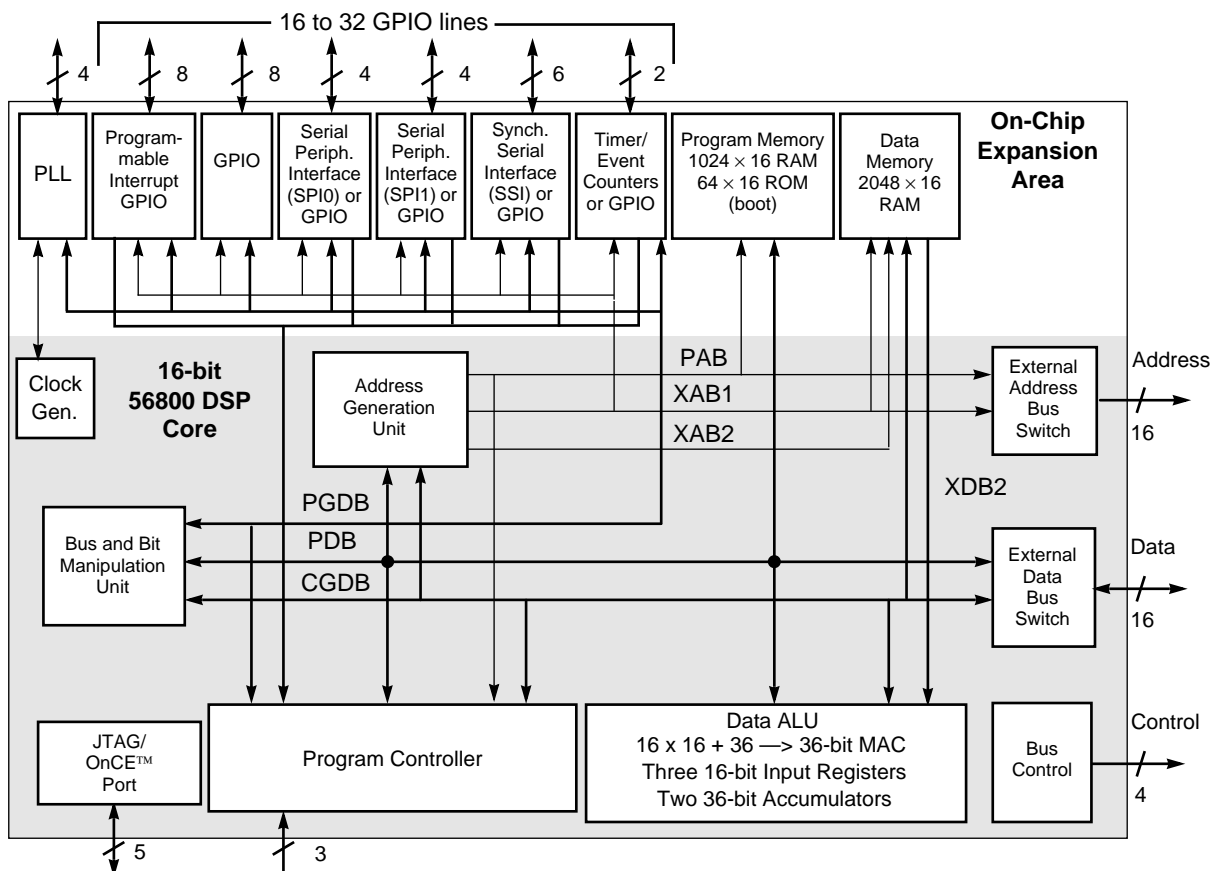 16 to 32 GPIO lines
4
8
8
4
4
6
2
PLL
Program-
mable
Interrupt
GPIO
GPIO
Serial
Periph.
Interface
(SPI0) or
GPIO
Serial
Periph.
Interface
(SPI1) or
GPIO
Synch.
Serial
Interface
(SSI) or
GPIO
Timer/
Event
Counters
or GPIO
Program Memory
1024 × 16 RAM
64 × 16 ROM
(boot)
Data
Memory
2048 × 16
RAM
On-Chip
Expansion
Area
Clock
Gen.
16-bit
56800 DSP
Core
Address
Generation
Unit
PAB
XAB1
XAB2
External
Address
Bus
Switch
Address
16
XDB2
PGDB
PDB
CGDB
Bus and Bit
Manipulation
Unit
External
Data
Bus
Switch
Data
16
JTAG/
OnCE™
Port
Program Controller
Data ALU
16 x 16 + 36 —> 36-bit MAC
Three 16-bit Input Registers
Two 36-bit Accumulators
Bus
Control
Control
4
5
3